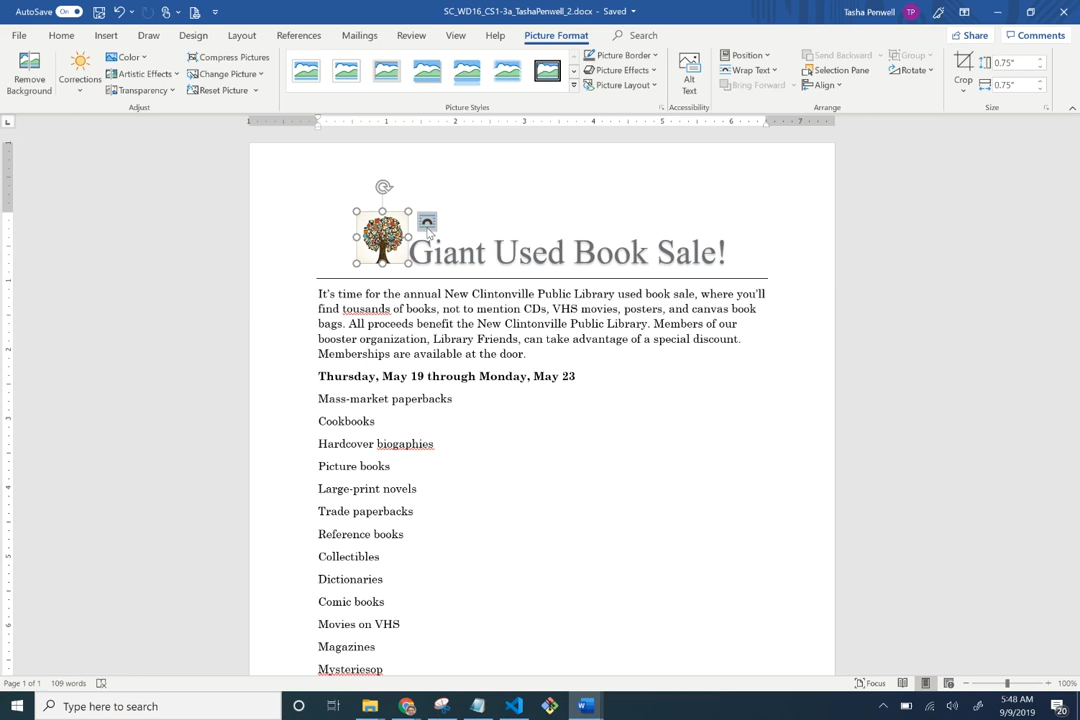 AutoSave On SC_WD16_CS1-3a_TashaPenwell_2.docx - Saved Tasha Penwell TP
File Home Insert Draw Design Layout References Mailings Review View Help Picture Format Search Share Comments
Remove Background
Corrections
Color
Artistic Effects
Transparency
Compress Pictures
Change Picture
Reset Picture
Adjust
Picture Border
Picture Effects
Picture Layout
Picture Styles
Alt Text
Accessibility
Position
Wrap Text
Bring Forward
Send Backward
Selection Pane
Align
Group
Rotate
Arrange
Crop
0.75"
0.75"
Size
1 1 2 3 4 5 6 7
Giant Used Book Sale!
It's time for the annual New Clintonville Public Library used book sale, where you'll
find tousands of books, not to mention CDs, VHS movies, posters, and canvas book
bags. All proceeds benefit the New Clintonville Public Library. Members of our
booster organization, Library Friends, can take advantage of a special discount.
Memberships are available at the door.
Thursday, May 19 through Monday, May 23
Mass-market paperbacks
Cookbooks
Hardcover biogaphies
Picture books
Large-print novels
Trade paperbacks
Reference books
Collectibles
Dictionaries
Comic books
Movies on VHS
Magazines
Mysteriesop
Page 1 of 1 109 words Focus 100%
Type here to search 5:48 AM
9/9/2019 20